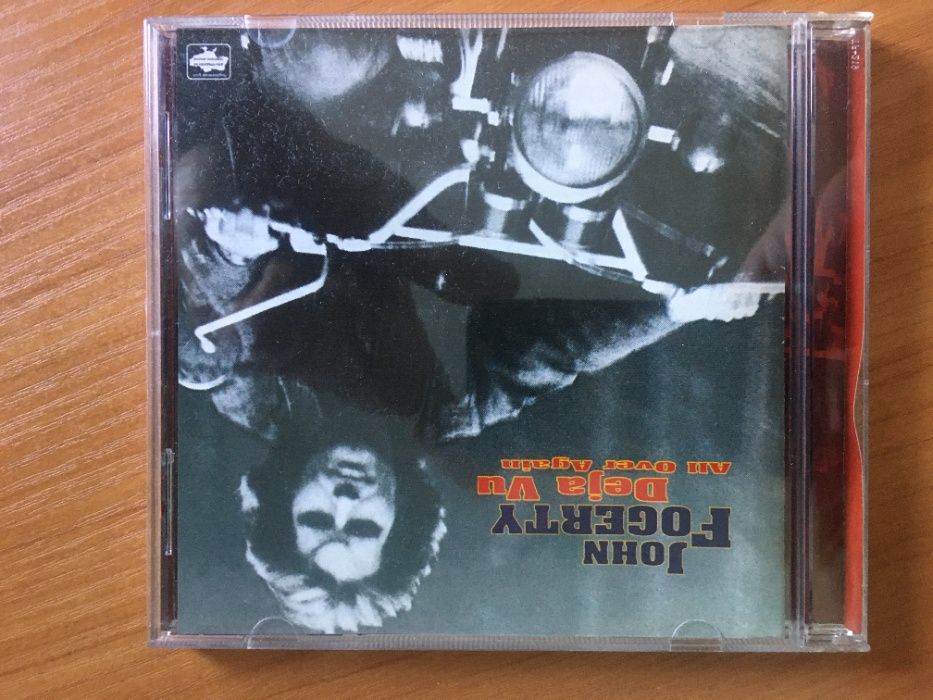 JOHN
FOGERTY
Deja Vu
All Over Again